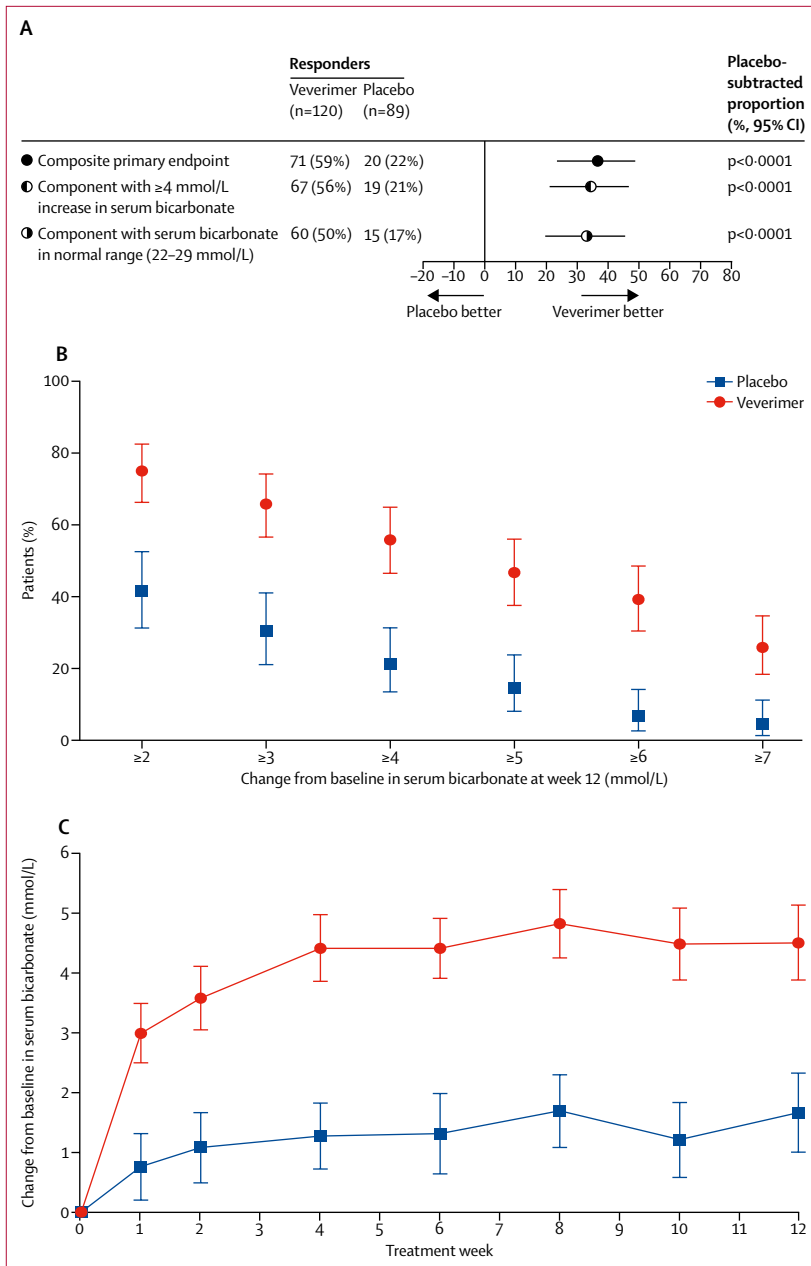 A
Responders
Veverimer Placebo
(n=120) (n=89)
Placebo-
subtracted
proportion
(%, 95% CI)
Composite primary endpoint 71 (59%) 20 (22%) p<0·0001
Component with ≥4 mmol/L 67 (56%) 19 (21%) p<0·0001
increase in serum bicarbonate
Component with serum bicarbonate 60 (50%) 15 (17%) p<0·0001
in normal range (22–29 mmol/L)
–20 –10 0 10 20 30 40 50 60 70 80
Placebo better Veverimer better
B
100
80
60
40
20
0
Patients (%)
Placebo
Veverimer
≥2 ≥3 ≥4 ≥5 ≥6 ≥7
Change from baseline in serum bicarbonate at week 12 (mmol/L)
C
6
5
4
3
2
1
0
Change from baseline in serum bicarbonate (mmol/L)
0 1 2 3 4 5 6 7 8 9 10 11 12
Treatment week